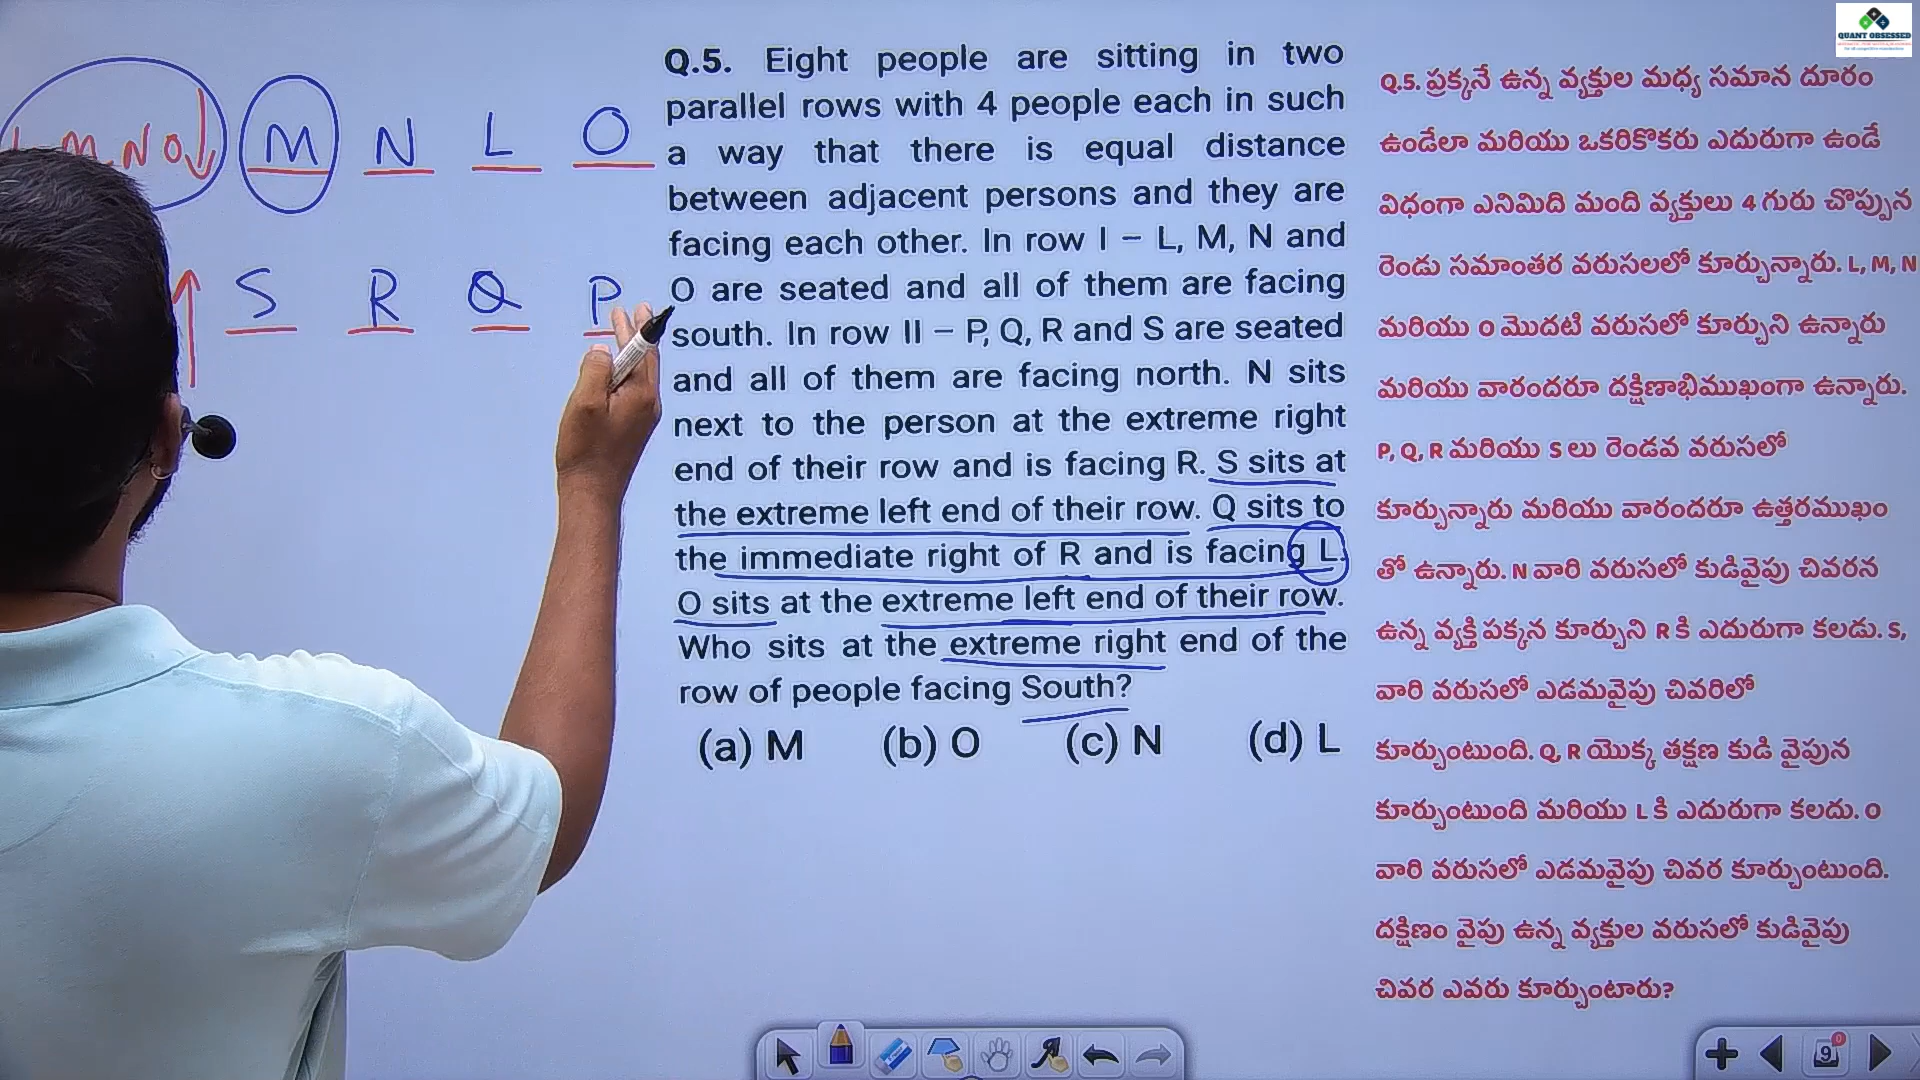 QUANT OBSESSED
M N O
M N L O
S R Q P
Q.5. Eight people are sitting in two
parallel rows with 4 people each in such
a way that there is equal distance
between adjacent persons and they are
facing each other. In row I – L, M, N and
O are seated and all of them are facing
south. In row II – P, Q, R and S are seated
and all of them are facing north. N sits
next to the person at the extreme right
end of their row and is facing R. S sits at
the extreme left end of their row. Q sits to
the immediate right of R and is facing L.
O sits at the extreme left end of their row.
Who sits at the extreme right end of the
row of people facing South?
(a) M (b) O (c) N (d) L
Q.5. ప్రక్కనే ఉన్న వ్యక్తుల మధ్య సమాన దూరం
ఉండేలా మరియు ఒకరికొకరు ఎదురుగా ఉండే
విధంగా ఎనిమిది మంది వ్యక్తులు 4 గురు చొప్పున
రెండు సమాంతర వరుసలలో కూర్చున్నారు. L, M, N
మరియు O మొదటి వరుసలో కూర్చుని ఉన్నారు
మరియు వారందరూ దక్షిణాభిముఖంగా ఉన్నారు.
P, Q, R మరియు S లు రెండవ వరుసలో
కూర్చున్నారు మరియు వారందరూ ఉత్తరముఖం
తో ఉన్నారు. N వారి వరుసలో కుడివైపు చివరన
ఉన్న వ్యక్తి పక్కన కూర్చుని R కి ఎదురుగా కలడు. S,
వారి వరుసలో ఎడమవైపు చివరిలో
కూర్చుంటుంది. Q, R యొక్క తక్షణ కుడి వైపున
కూర్చుంటుంది మరియు L కి ఎదురుగా కలదు. O
వారి వరుసలో ఎడమవైపు చివర కూర్చుంటుంది.
దక్షిణం వైపు ఉన్న వ్యక్తుల వరుసలో కుడివైపు
చివర ఎవరు కూర్చుంటారు?
9
0